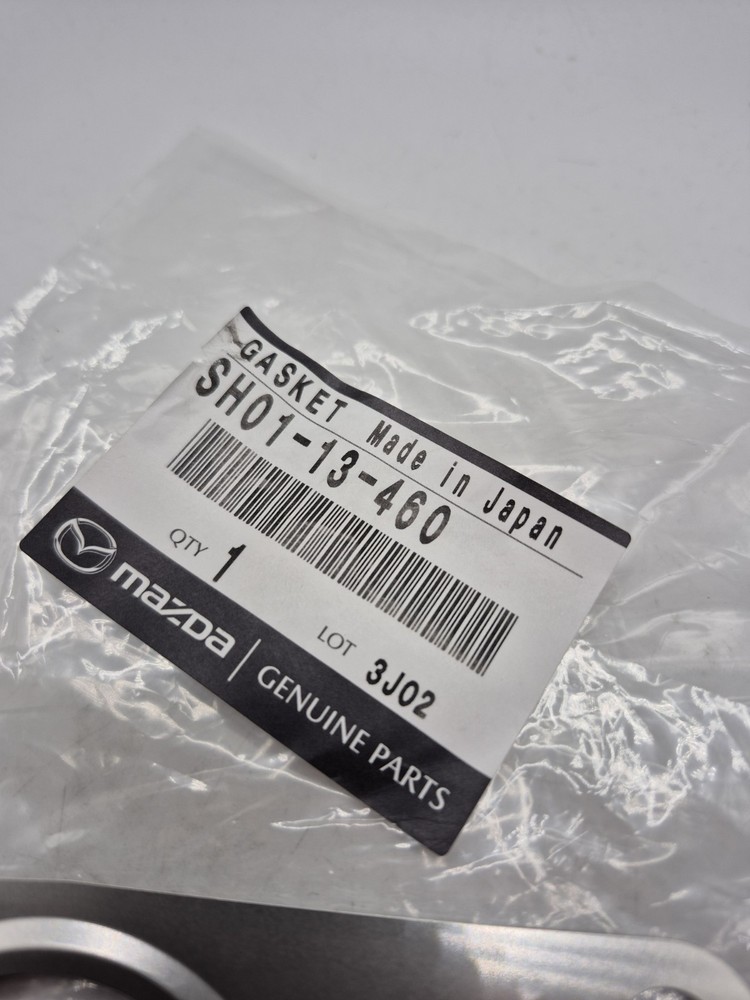 GASKET Made in Japan
SH01-13-460
QTY 1
LOT 3J02
mazda | GENUINE PARTS